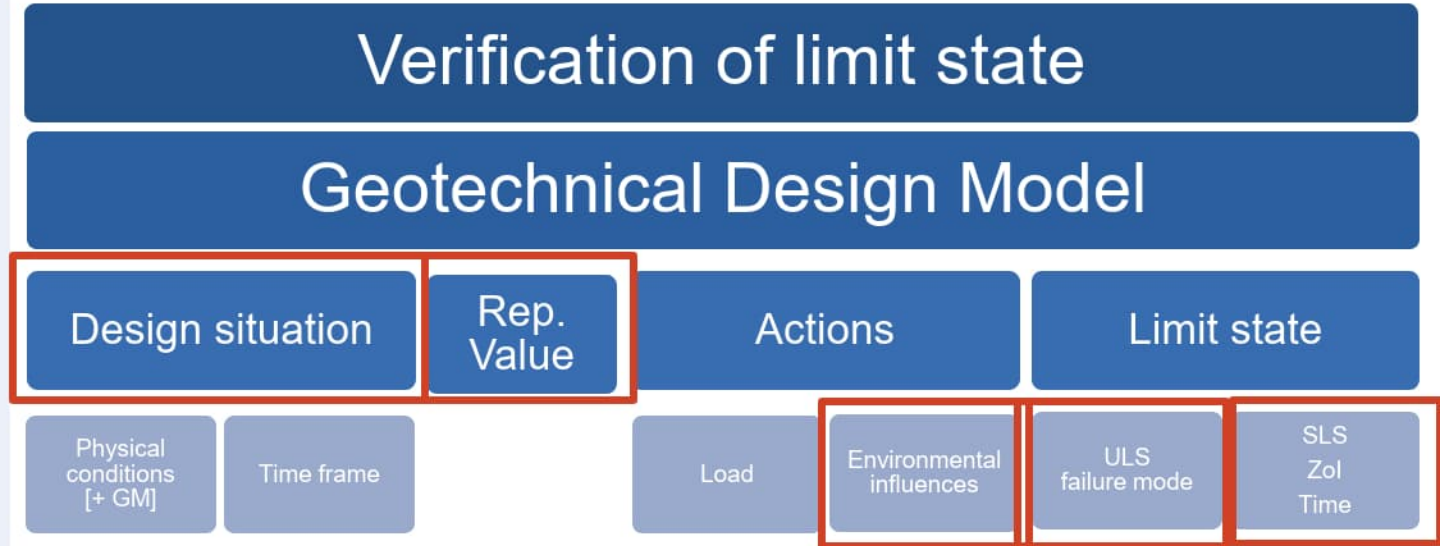 Verification of limit state
Geotechnical Design Model
Design situation
Rep.
Value
Actions
Limit state
Physical
conditions
[+ GM]
Time frame
Load
Environmental
influences
ULS
failure mode
SLS
ZoI
Time